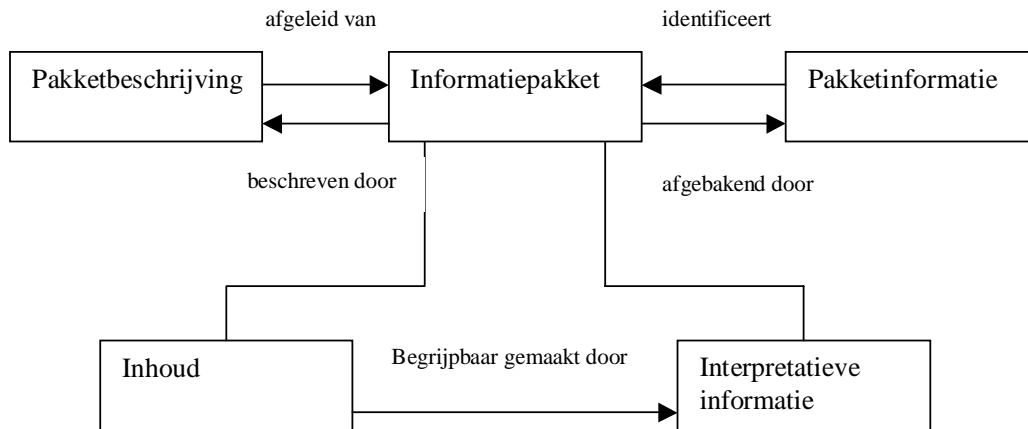 afgeleid van
identificeert
Pakketbeschrijving
Informatiepakket
Pakketinformatie
beschreven door
afgebakend door
Inhoud
Begrijpbaar gemaakt door
Interpretatieve
informatie